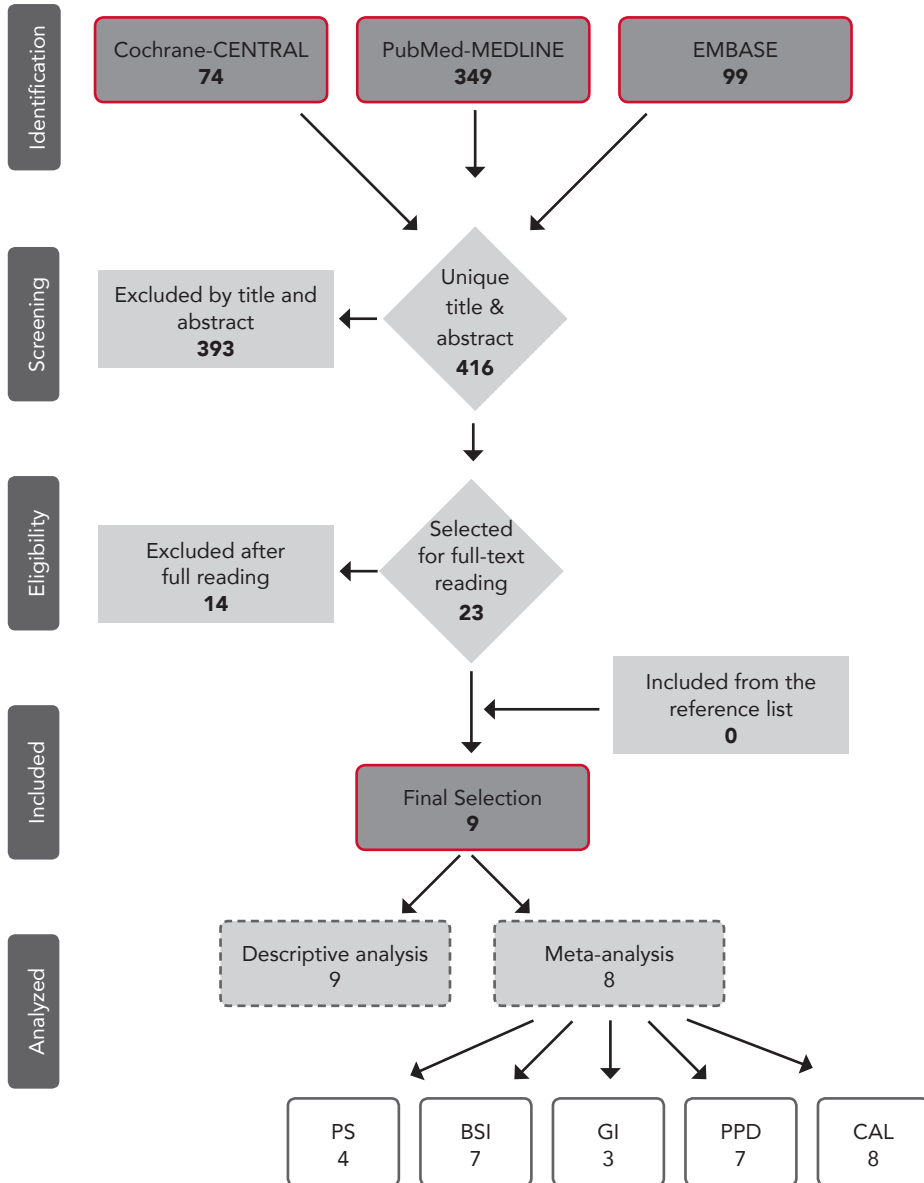 Identification
Cochrane-CENTRAL
74
PubMed-MEDLINE
349
EMBASE
99
Screening
Excluded by title and
abstract
393
Unique
title &
abstract
416
Eligibility
Excluded after
full reading
14
Selected
for full-text
reading
23
Included
Included from the
reference list
0
Final Selection
9
Analyzed
Descriptive analysis
9
Meta-analysis
8
PS
4
BSI
7
GI
3
PPD
7
CAL
8